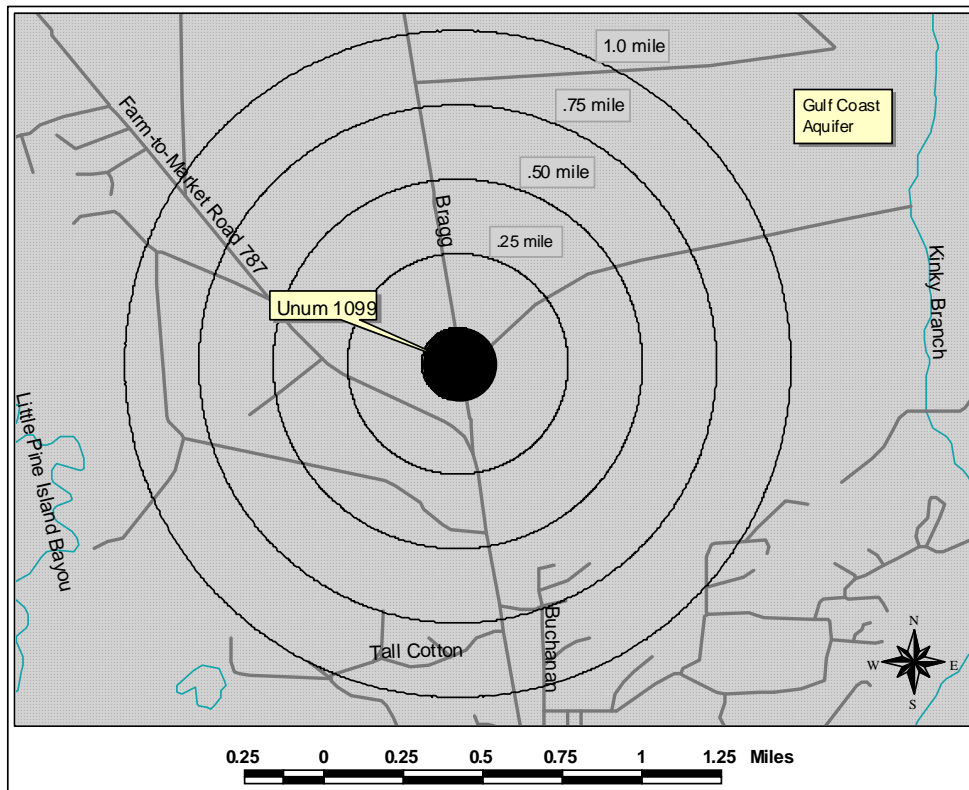 1.0 mile
.75 mile
Gulf Coast
Aquifer
Farm-to-Market Road 787
.50 mile
Bragg
.25 mile
Kinky Branch
Unum 1099
Little Pine Island Bayou
Buchanan
Tall Cotton
N
W E
S
0.25 0 0.25 0.5 0.75 1 1.25 Miles